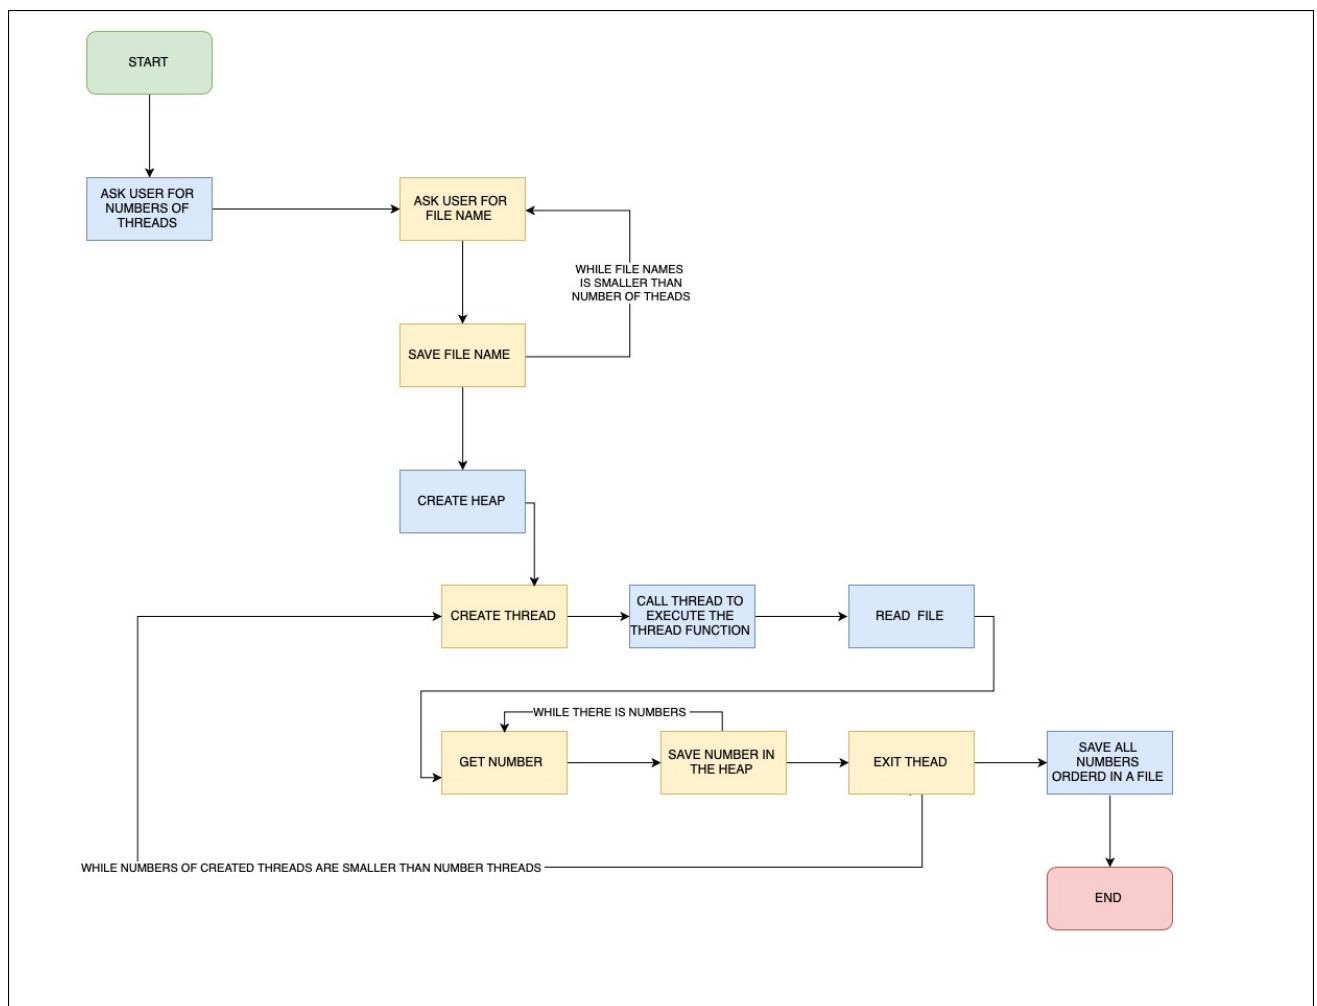 START
ASK USER FOR
NUMBERS OF
THREADS
ASK USER FOR
FILE NAME
WHILE FILE NAMES
IS SMALLER THAN
NUMBER OF THEADS
SAVE FILE NAME
CREATE HEAP
CREATE THREAD
CALL THREAD TO
EXECUTE THE
THREAD FUNCTION
READ FILE
WHILE THERE IS NUMBERS
GET NUMBER
SAVE NUMBER IN
THE HEAP
EXIT THEAD
SAVE ALL
NUMBERS
ORDERD IN A FILE
WHILE NUMBERS OF CREATED THREADS ARE SMALLER THAN NUMBER THREADS
END